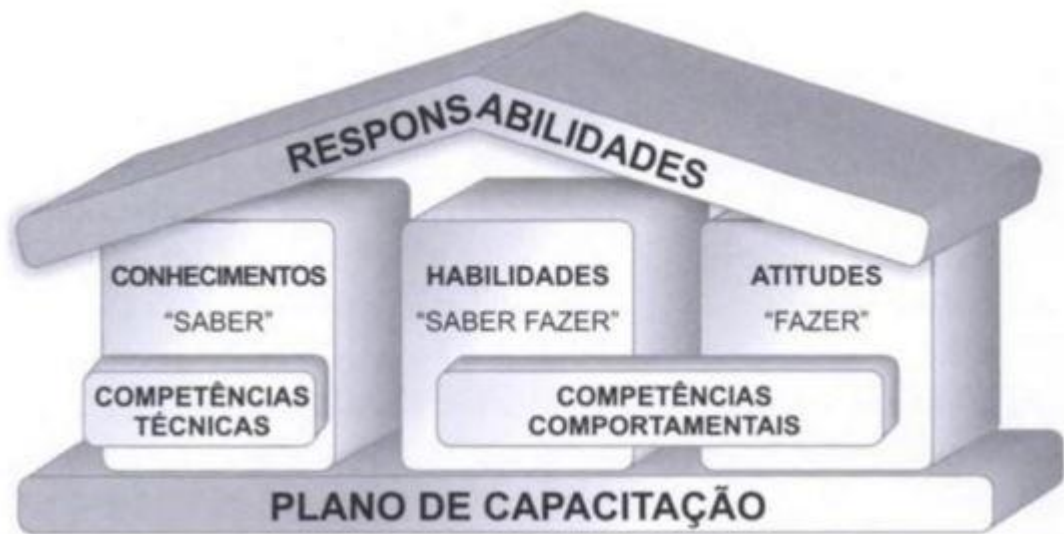 RESPONSABILIDADES
CONHECIMENTOS
"SABER"
COMPETÊNCIAS
TÉCNICAS
HABILIDADES
"SABER FAZER"
ATITUDES
"FAZER"
COMPETÊNCIAS
COMPORTAMENTAIS
PLANO DE CAPACITAÇÃO